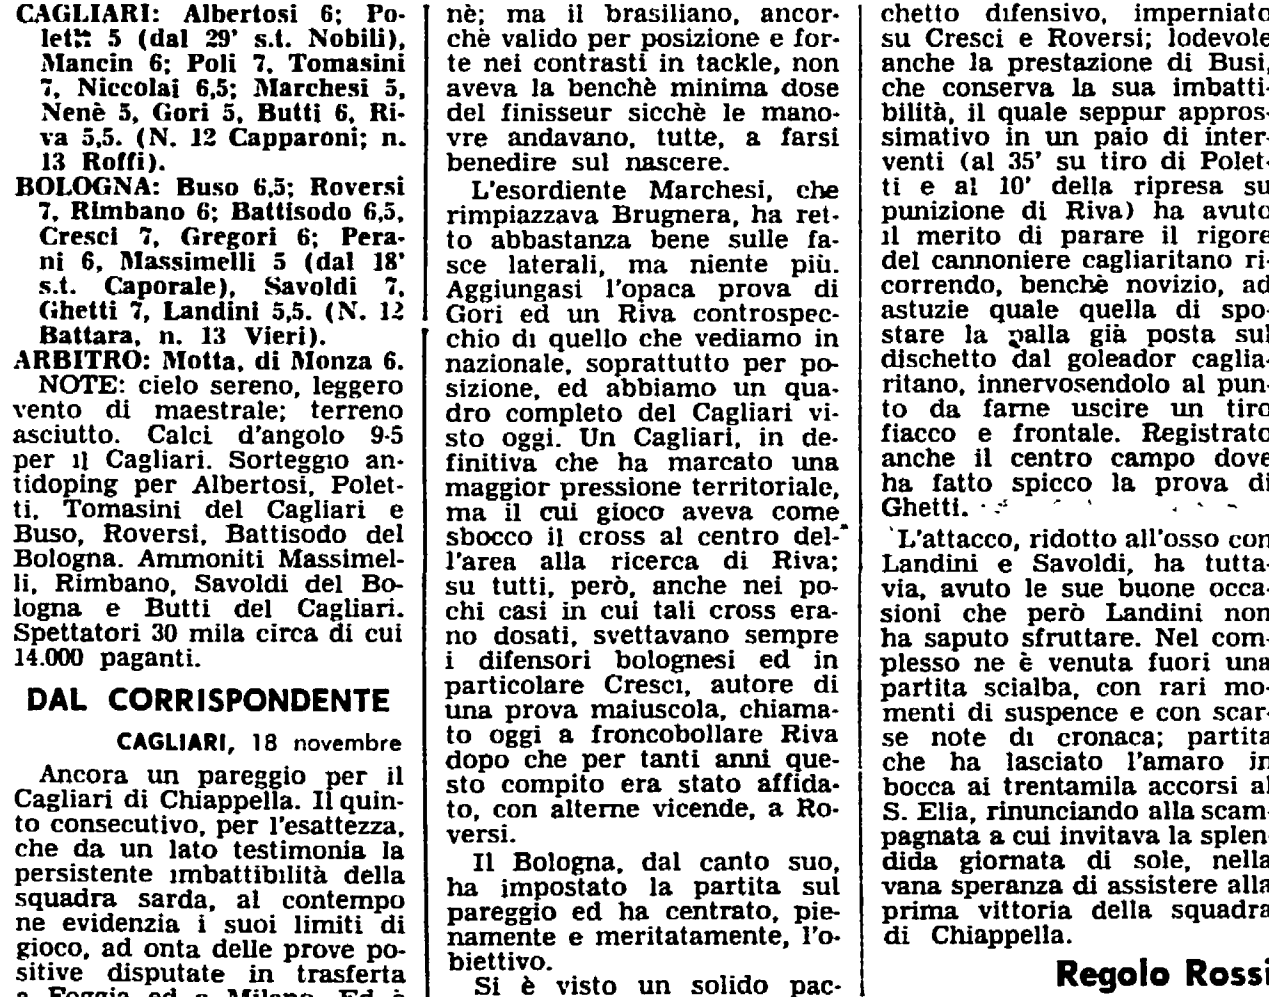 CAGLIARI: Albertosi 6; Po-
letti 5 (dal 29' s.t. Nobili),
Mancin 6; Poli 7, Tomasini
7, Niccolai 6,5; Marchesi 5,
Nenè 5, Gori 5, Butti 6, Ri-
va 5,5. (N. 12 Capparoni; n.
13 Roffi).
BOLOGNA: Buso 6,5; Roversi
7, Rimbano 6; Battisodo 6,5,
Cresci 7, Gregori 6; Pera-
ni 6, Massimelli 5 (dal 18'
s.t. Caporale), Savoldi 7,
Ghetti 7, Landini 5,5. (N. 12
Battara, n. 13 Vieri).
ARBITRO: Motta, di Monza 6.
NOTE: cielo sereno, leggero
vento di maestrale; terreno
asciutto. Calci d'angolo 9-5
per il Cagliari. Sorteggio an-
tidoping per Albertosi, Polet-
ti, Tomasini del Cagliari e
Buso, Roversi, Battisodo del
Bologna. Ammoniti Massimel-
li, Rimbano, Savoldi del Bo-
logna e Butti del Cagliari.
Spettatori 30 mila circa di cui
14.000 paganti.
DAL CORRISPONDENTE
CAGLIARI, 18 novembre
Ancora un pareggio per il
Cagliari di Chiappella. Il quin-
to consecutivo, per l'esattezza,
che da un lato testimonia la
persistente imbattibilità della
squadra sarda, al contempo
ne evidenzia i suoi limiti di
gioco, ad onta delle prove po-
sitive disputate in trasferta
a Foggia ed a Milano. Ed è
nè; ma il brasiliano, ancor-
chè valido per posizione e for-
te nei contrasti in tackle, non
aveva la benchè minima dose
del finisseur sicchè le mano-
vre andavano, tutte, a farsi
benedire sul nascere.
L'esordiente Marchesi, che
rimpiazzava Brugnera, ha ret-
to abbastanza bene sulle fa-
sce laterali, ma niente più.
Aggiungasi l'opaca prova di
Gori ed un Riva controspec-
chio di quello che vediamo in
nazionale, soprattutto per po-
sizione, ed abbiamo un qua-
dro completo del Cagliari vi-
sto oggi. Un Cagliari, in de-
finitiva che ha marcato una
maggior pressione territoriale,
ma il cui gioco aveva come
sbocco il cross al centro del-
l'area alla ricerca di Riva;
su tutti, però, anche nei po-
chi casi in cui tali cross era-
no dosati, svettavano sempre
i difensori bolognesi ed in
particolare Cresci, autore di
una prova maiuscola, chiama-
to oggi a froncobollare Riva
dopo che per tanti anni que-
sto compito era stato affida-
to, con alterne vicende, a Ro-
versi.
Il Bologna, dal canto suo,
ha impostato la partita sul
pareggio ed ha centrato, pie-
namente e meritatamente, l'o-
biettivo.
Si è visto un solido pac-
chetto difensivo, imperniato
su Cresci e Roversi; lodevole
anche la prestazione di Busi,
che conserva la sua imbatti-
bilità, il quale seppur appros-
simativo in un paio di inter-
venti (al 35' su tiro di Polet-
ti e al 10' della ripresa su
punizione di Riva) ha avuto
il merito di parare il rigore
del cannoniere cagliaritano ri-
correndo, benchè novizio, ad
astuzie quale quella di spo-
stare la palla già posta sul
dischetto dal goleador caglia-
ritano, innervosendolo al pun-
to da farne uscire un tiro
fiacco e frontale. Registrato
anche il centro campo dove
ha fatto spicco la prova di
Ghetti.
L'attacco, ridotto all'osso con
Landini e Savoldi, ha tutta-
via, avuto le sue buone occa-
sioni che però Landini non
ha saputo sfruttare. Nel com-
plesso ne è venuta fuori una
partita scialba, con rari mo-
menti di suspence e con scar-
se note di cronaca; partita
che ha lasciato l'amaro in
bocca ai trentamila accorsi al
S. Elia, rinunciando alla scam-
pagnata a cui invitava la splen-
dida giornata di sole, nella
vana speranza di assistere alla
prima vittoria della squadra
di Chiappella.
Regolo Rossi